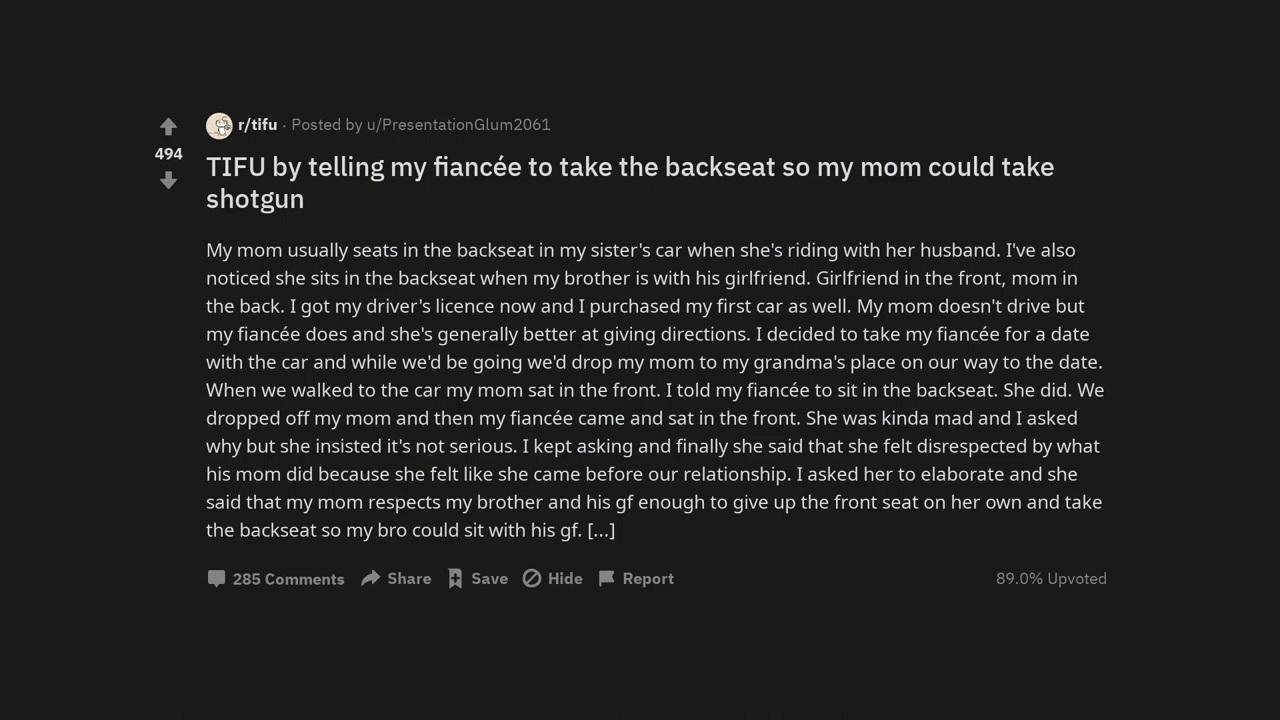 r/tifu · Posted by u/PresentationGlum2061
494
TIFU by telling my fiancée to take the backseat so my mom could take
shotgun
My mom usually seats in the backseat in my sister's car when she's riding with her husband. I've also
noticed she sits in the backseat when my brother is with his girlfriend. Girlfriend in the front, mom in
the back. I got my driver's licence now and I purchased my first car as well. My mom doesn't drive but
my fiancée does and she's generally better at giving directions. I decided to take my fiancée for a date
with the car and while we'd be going we'd drop my mom to my grandma's place on our way to the date.
When we walked to the car my mom sat in the front. I told my fiancée to sit in the backseat. She did. We
dropped off my mom and then my fiancée came and sat in the front. She was kinda mad and I asked
why but she insisted it's not serious. I kept asking and finally she said that she felt disrespected by what
his mom did because she felt like she came before our relationship. I asked her to elaborate and she
said that my mom respects my brother and his gf enough to give up the front seat on her own and take
the backseat so my bro could sit with his gf. [...]
285 Comments Share Save Hide Report 89.0% Upvoted